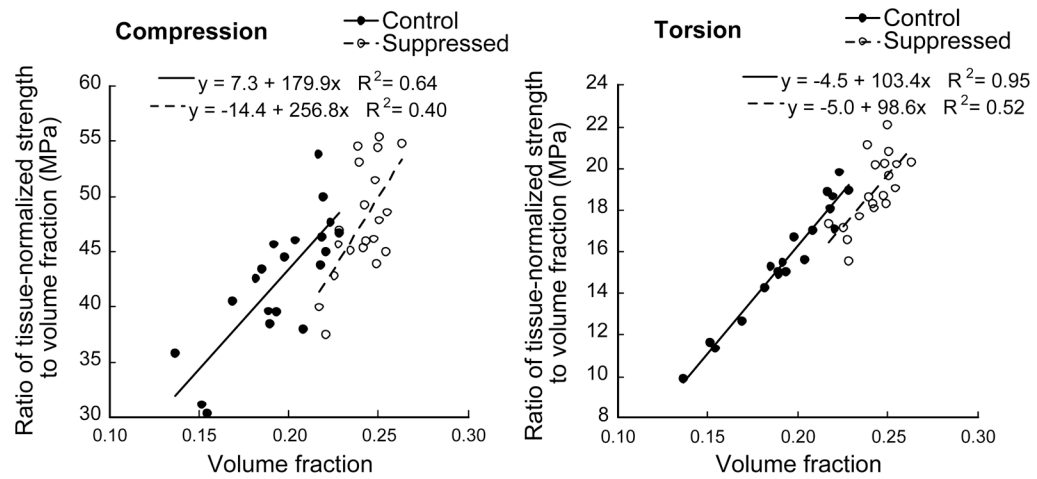 Compression
Control
Suppressed
y = 7.3 + 179.9x R²= 0.64
y = -14.4 + 256.8x R²= 0.40
Ratio of tissue-normalized strength
to volume fraction (MPa)
60
55
50
45
40
35
30
0.10 0.15 0.20 0.25 0.30
Volume fraction
Torsion
Control
Suppressed
y = -4.5 + 103.4x R²= 0.95
y = -5.0 + 98.6x R²= 0.52
Ratio of tissue-normalized strength
to volume fraction (MPa)
24
22
20
18
16
14
12
10
8
0.10 0.15 0.20 0.25 0.30
Volume fraction